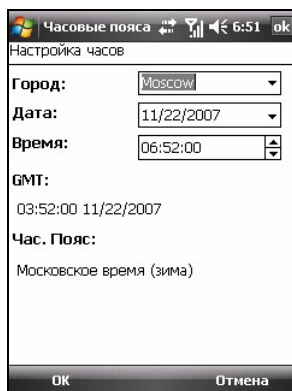 Часовые пояса 6:51 ok
Настройка часов
Город: Moscow
Дата: 11/22/2007
Время: 06:52:00
GMT:
03:52:00 11/22/2007
Час. Пояс:
Московское время (зима)
ОК Отмена